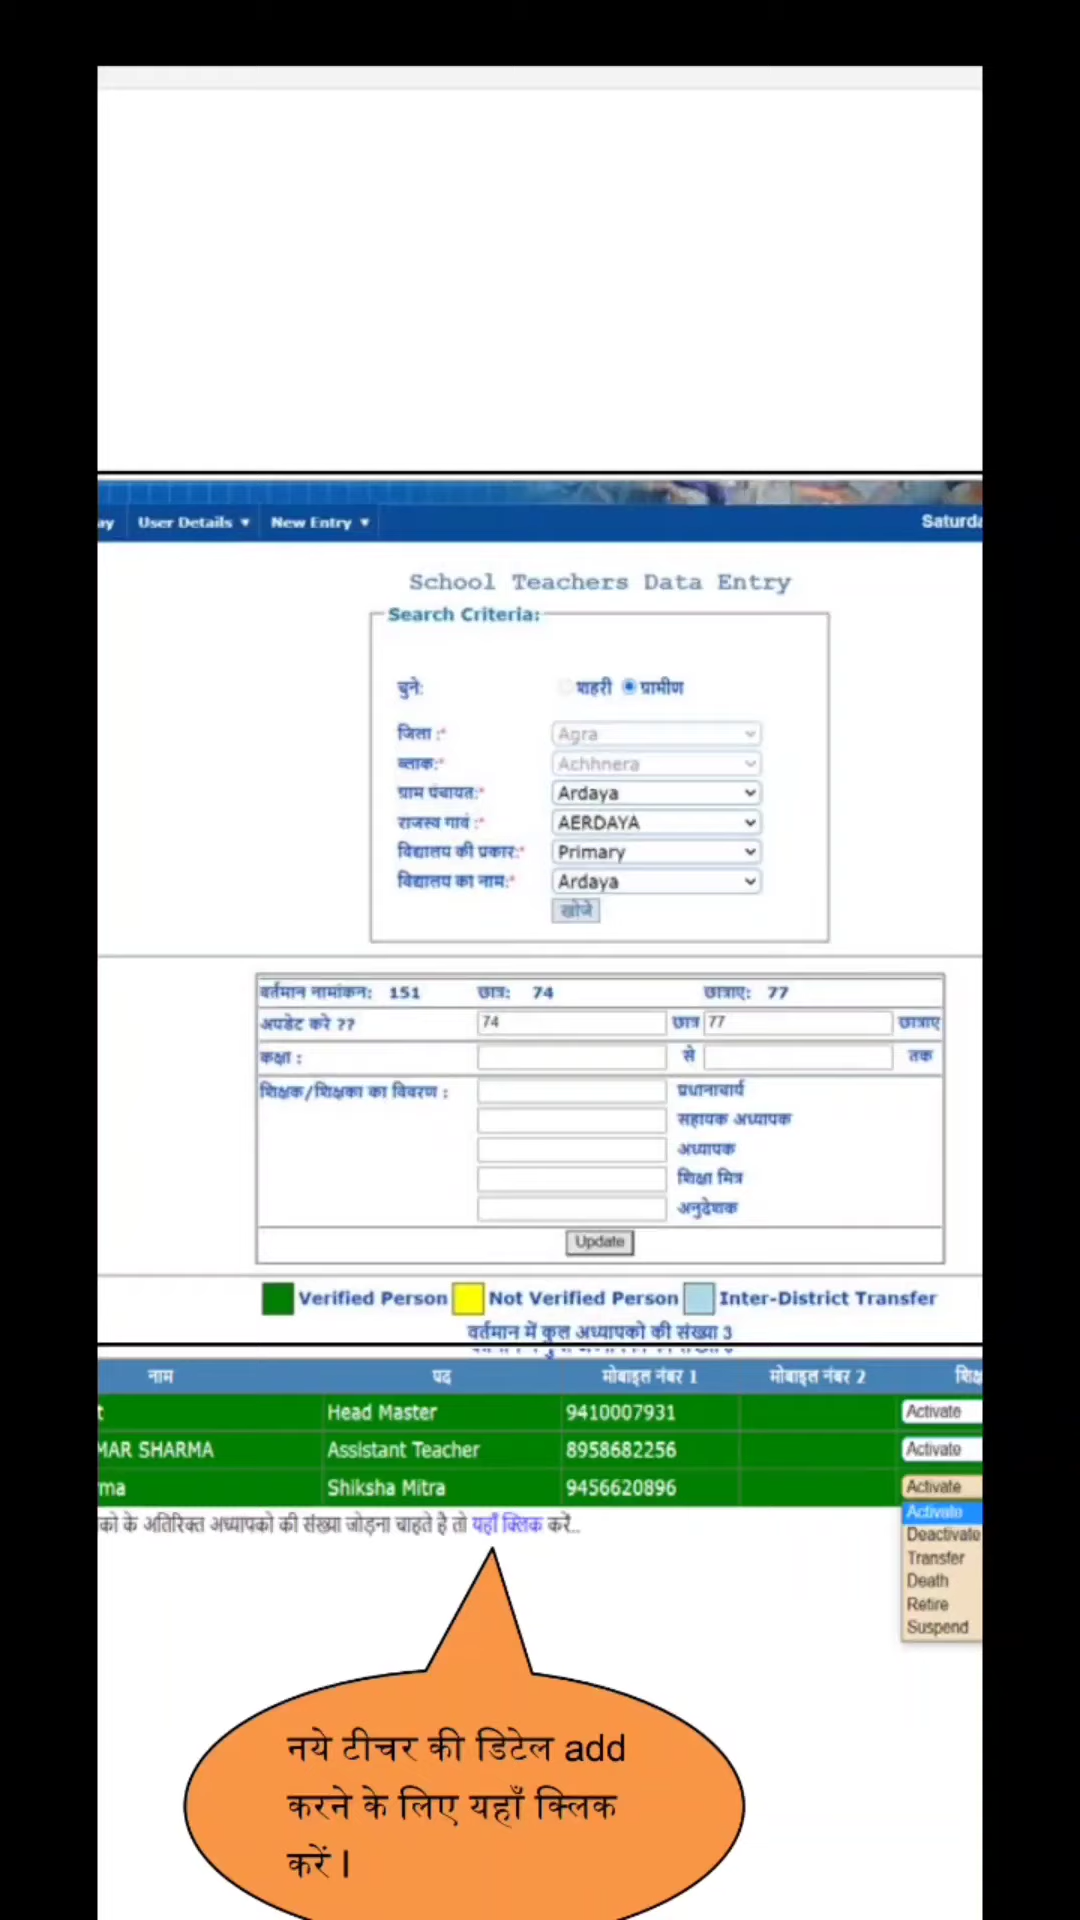 ay User Details ▼ New Entry ▼ Saturda
School Teachers Data Entry
Search Criteria:
चुने: शहरी ग्रामीण
जिला :* Agra
ब्लाक:* Achhnera
ग्राम पंचायत:* Ardaya
राजस्व गावं :* AERDAYA
विद्यालय की प्रकार:* Primary
विद्यालय का नाम:* Ardaya
खोजे
वर्तमान नामांकन: 151 छात्र: 74 छात्राए: 77
अपडेट करे ?? 74 छात्र 77 छात्राए
कक्षा : से तक
शिक्षक/शिक्षका का विवरण : प्रधानाचार्य
सहायक अध्यापक
अध्यापक
शिक्षा मित्र
अनुदेशक
Update
Verified Person Not Verified Person Inter-District Transfer
वर्तमान में कुल अध्यापको की संख्या 3
नाम पद मोबाइल नंबर 1 मोबाइल नंबर 2 शिक्ष
t Head Master 9410007931 Activate
MAR SHARMA Assistant Teacher 8958682256 Activate
rma Shiksha Mitra 9456620896 Activate
को के अतिरिक्त अध्यापको की संख्या जोड़ना चाहते है तो यहाँ क्लिक करें..
Activate
Deactivate
Transfer
Death
Retire
Suspend
नये टीचर की डिटेल add
करने के लिए यहाँ क्लिक
करें।